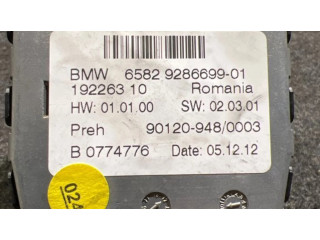 BMW 6582 9286699-01
192263 10 Romania
HW: 01.01.00 SW: 02.03.01
Preh 90120-948/0003
B 0774776 Date: 05.12.12
024